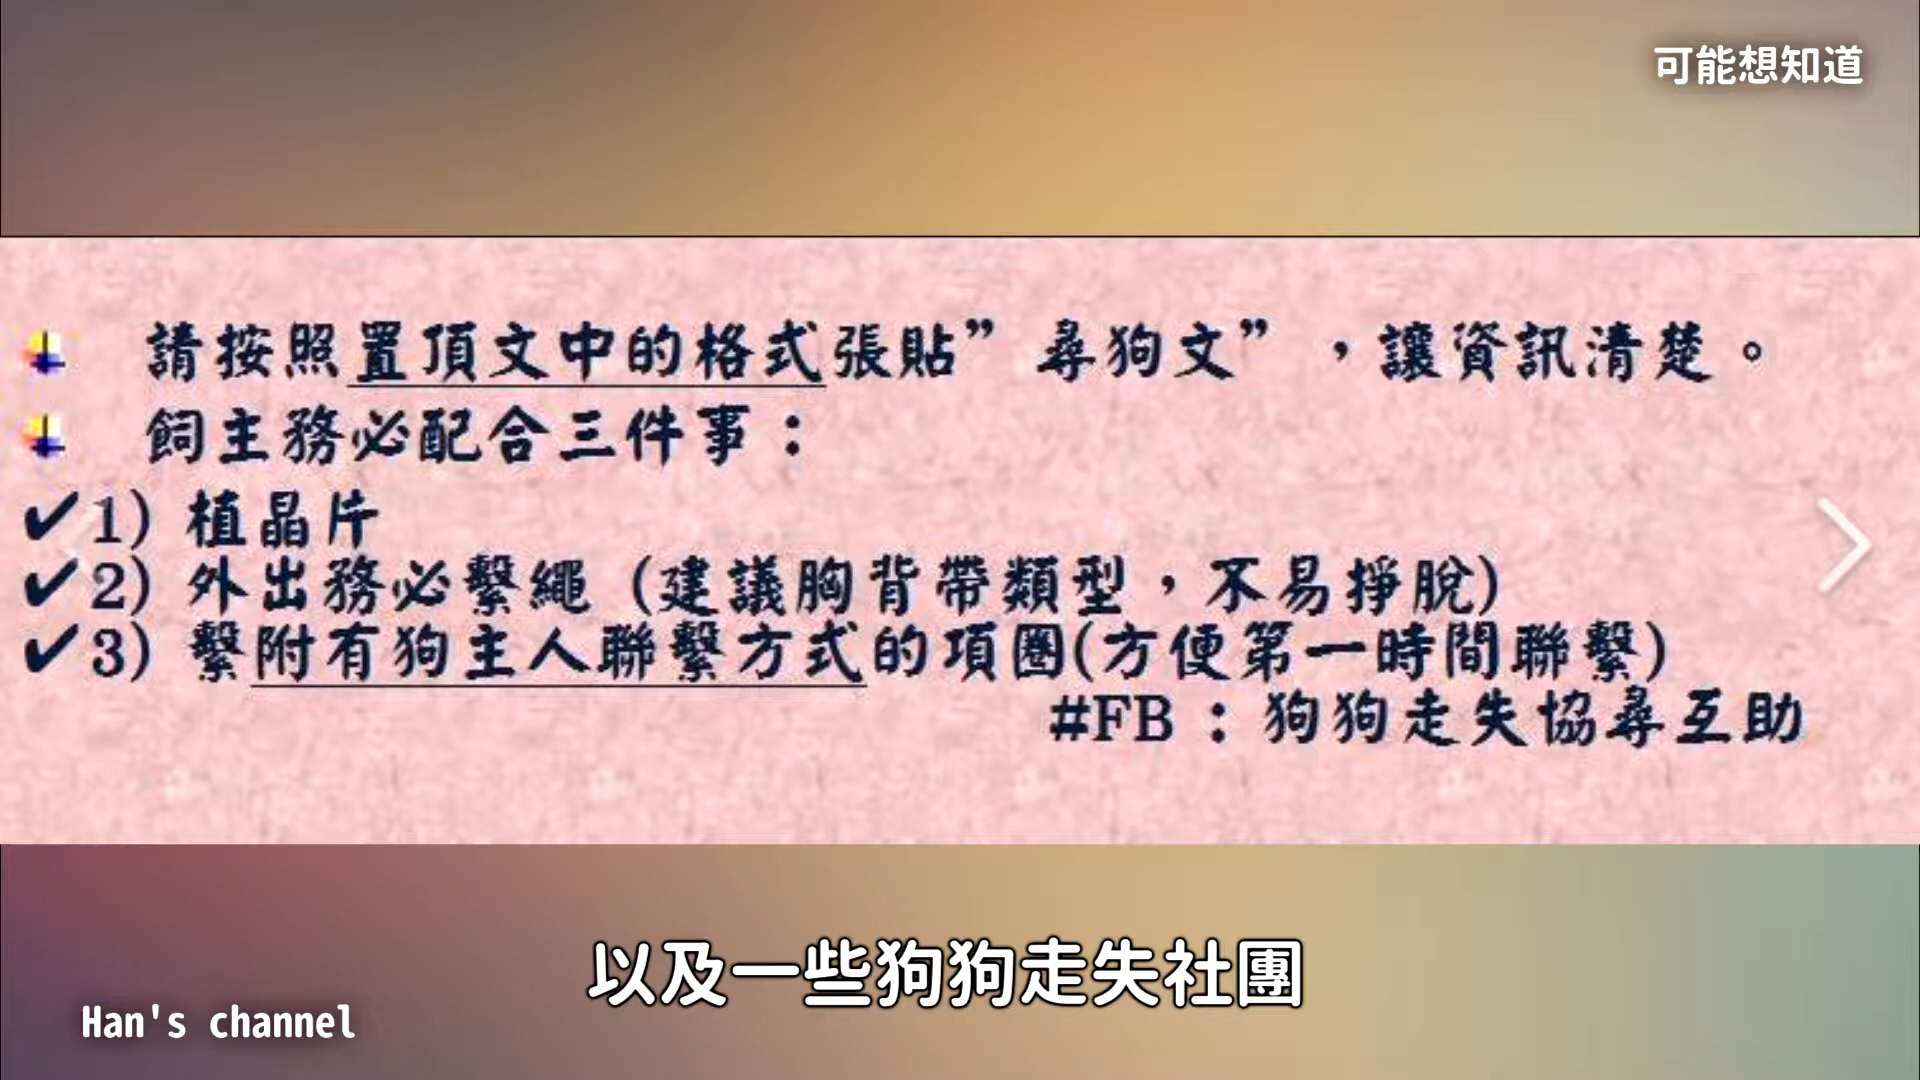 可能想知道
請按照置頂文中的格式張貼”尋狗文”，讓資訊清楚。
飼主務必配合三件事：
✔1) 植晶片
✔2) 外出務必繫繩 (建議胸背帶類型，不易掙脫)
✔3) 繫附有狗主人聯繫方式的項圈(方便第一時間聯繫)
#FB：狗狗走失協尋互助
以及一些狗狗走失社團
Han's channel